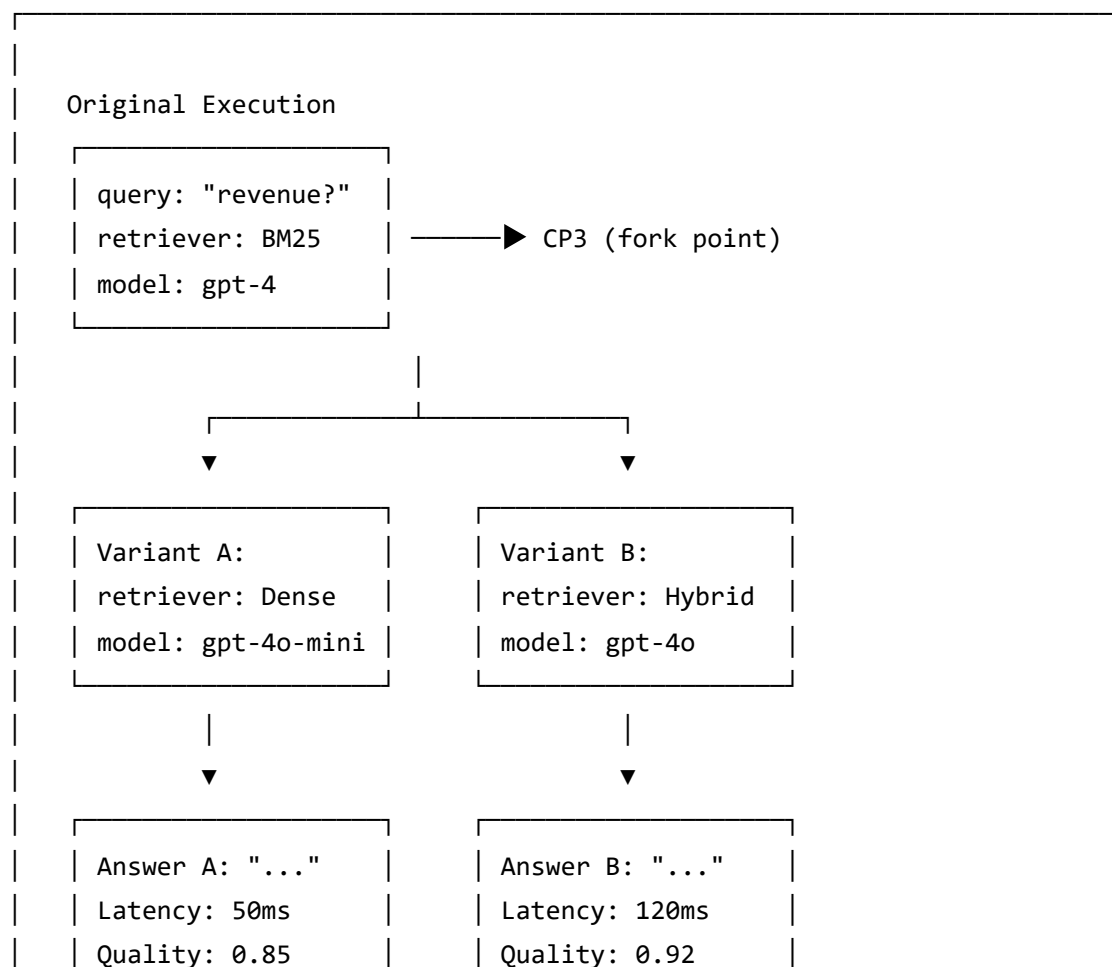 Original Execution
query: "revenue?"
retriever: BM25
CP3 (fork point)
model: gpt-4
Variant A:
Variant B:
retriever: Dense
retriever: Hybrid
model: gpt-4o-mini
model: gpt-4o
Answer A: "..."
Answer B: "..."
Latency: 50ms
Latency: 120ms
Quality: 0.85
Quality: 0.92